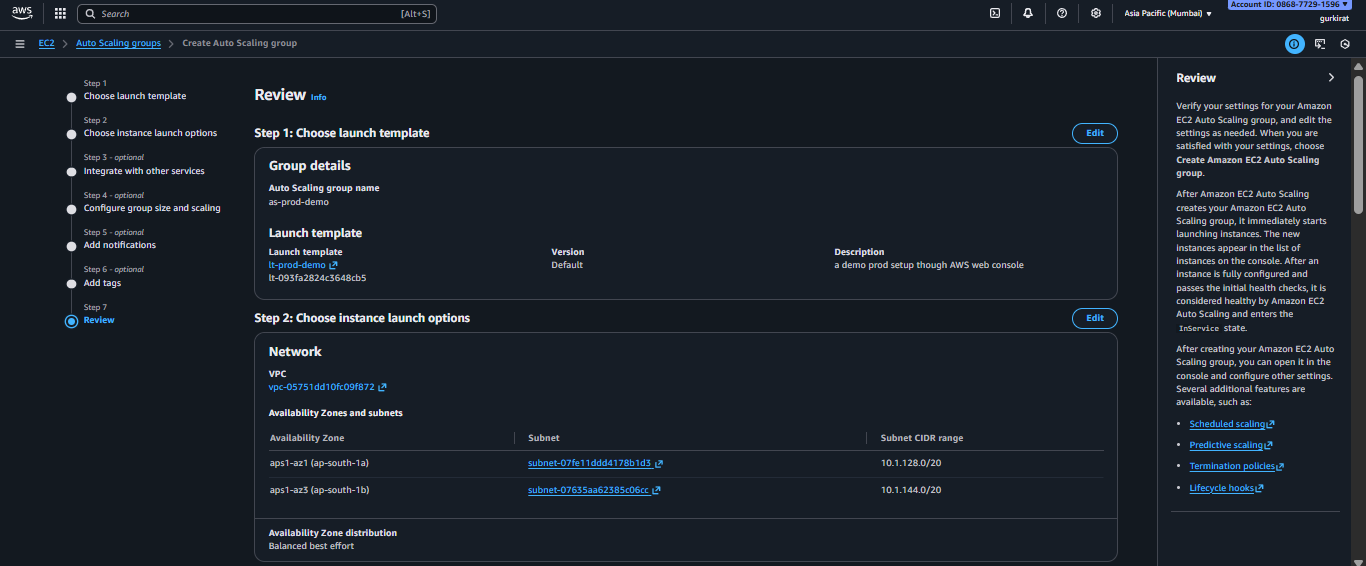 aws
Search
[Alt+S]
Asia Pacific (Mumbai)
Account ID: 0868-7729-1596
gurkirat
EC2
Auto Scaling groups
Create Auto Scaling group
Step 1
Choose launch template
Step 2
Choose instance launch options
Step 3 - optional
Integrate with other services
Step 4 - optional
Configure group size and scaling
Step 5 - optional
Add notifications
Step 6 - optional
Add tags
Step 7
Review
Review Info
Step 1: Choose launch template
Edit
Group details
Auto Scaling group name
as-prod-demo
Launch template
Launch template
lt-prod-demo
lt-093fa2824c3648cb5
Version
Default
Description
a demo prod setup though AWS web console
Step 2: Choose instance launch options
Edit
Network
VPC
vpc-05751dd10fc09f872
Availability Zones and subnets
Availability Zone
Subnet
Subnet CIDR range
aps1-az1 (ap-south-1a)
subnet-07fe11ddd4178b1d3
10.1.128.0/20
aps1-az3 (ap-south-1b)
subnet-07635aa62385c06cc
10.1.144.0/20
Availability Zone distribution
Balanced best effort
Review
Verify your settings for your Amazon
EC2 Auto Scaling group, and edit the
settings as needed. When you are
satisfied with your settings, choose
Create Amazon EC2 Auto Scaling
group.
After Amazon EC2 Auto Scaling
creates your Amazon EC2 Auto
Scaling group, it immediately starts
launching instances. The new
instances appear in the list of
instances on the console. After an
instance is fully configured and
passes the initial health checks, it is
considered healthy by Amazon EC2
Auto Scaling and enters the
InService state.
After creating your Amazon EC2 Auto
Scaling group, you can open it in the
console and configure other settings.
Several additional features are
available, such as:
• Scheduled scaling
• Predictive scaling
• Termination policies
• Lifecycle hooks